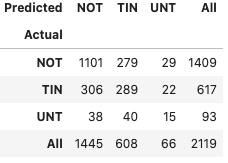 Predicted NOT TIN UNT All
Actual
NOT 1101 279 29 1409
TIN 306 289 22 617
UNT 38 40 15 93
All 1445 608 66 2119